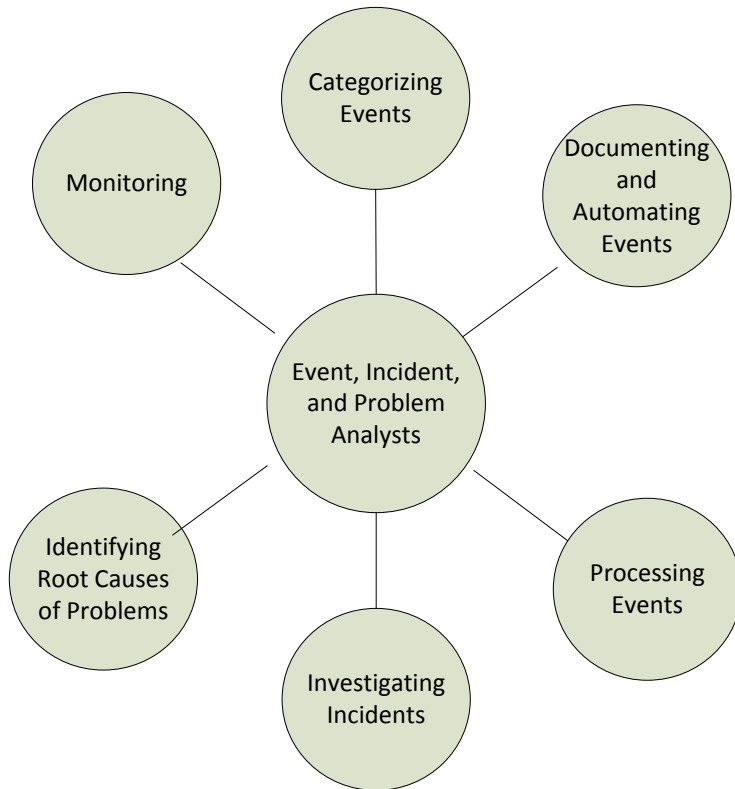 Categorizing
Events
Monitoring
Documenting
and
Automating
Events
Event, Incident,
and Problem
Analysts
Identifying
Root Causes
of Problems
Processing
Events
Investigating
Incidents